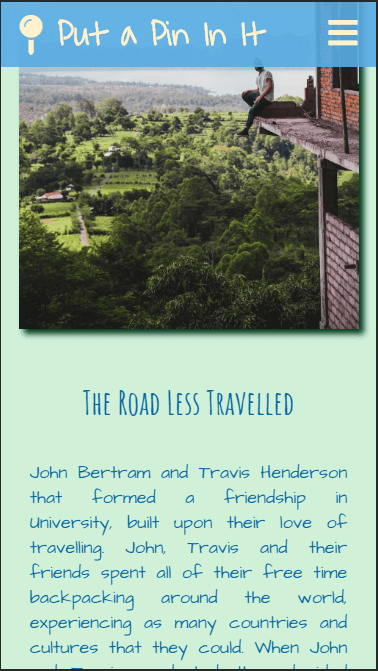 Put a Pin In It
The Road Less Travelled
John Bertram and Travis Henderson
that formed a friendship in
University, built upon their love of
travelling. John, Travis and their
friends spent all of their free time
backpacking around the world,
experiencing as many countries and
cultures that they could. When John